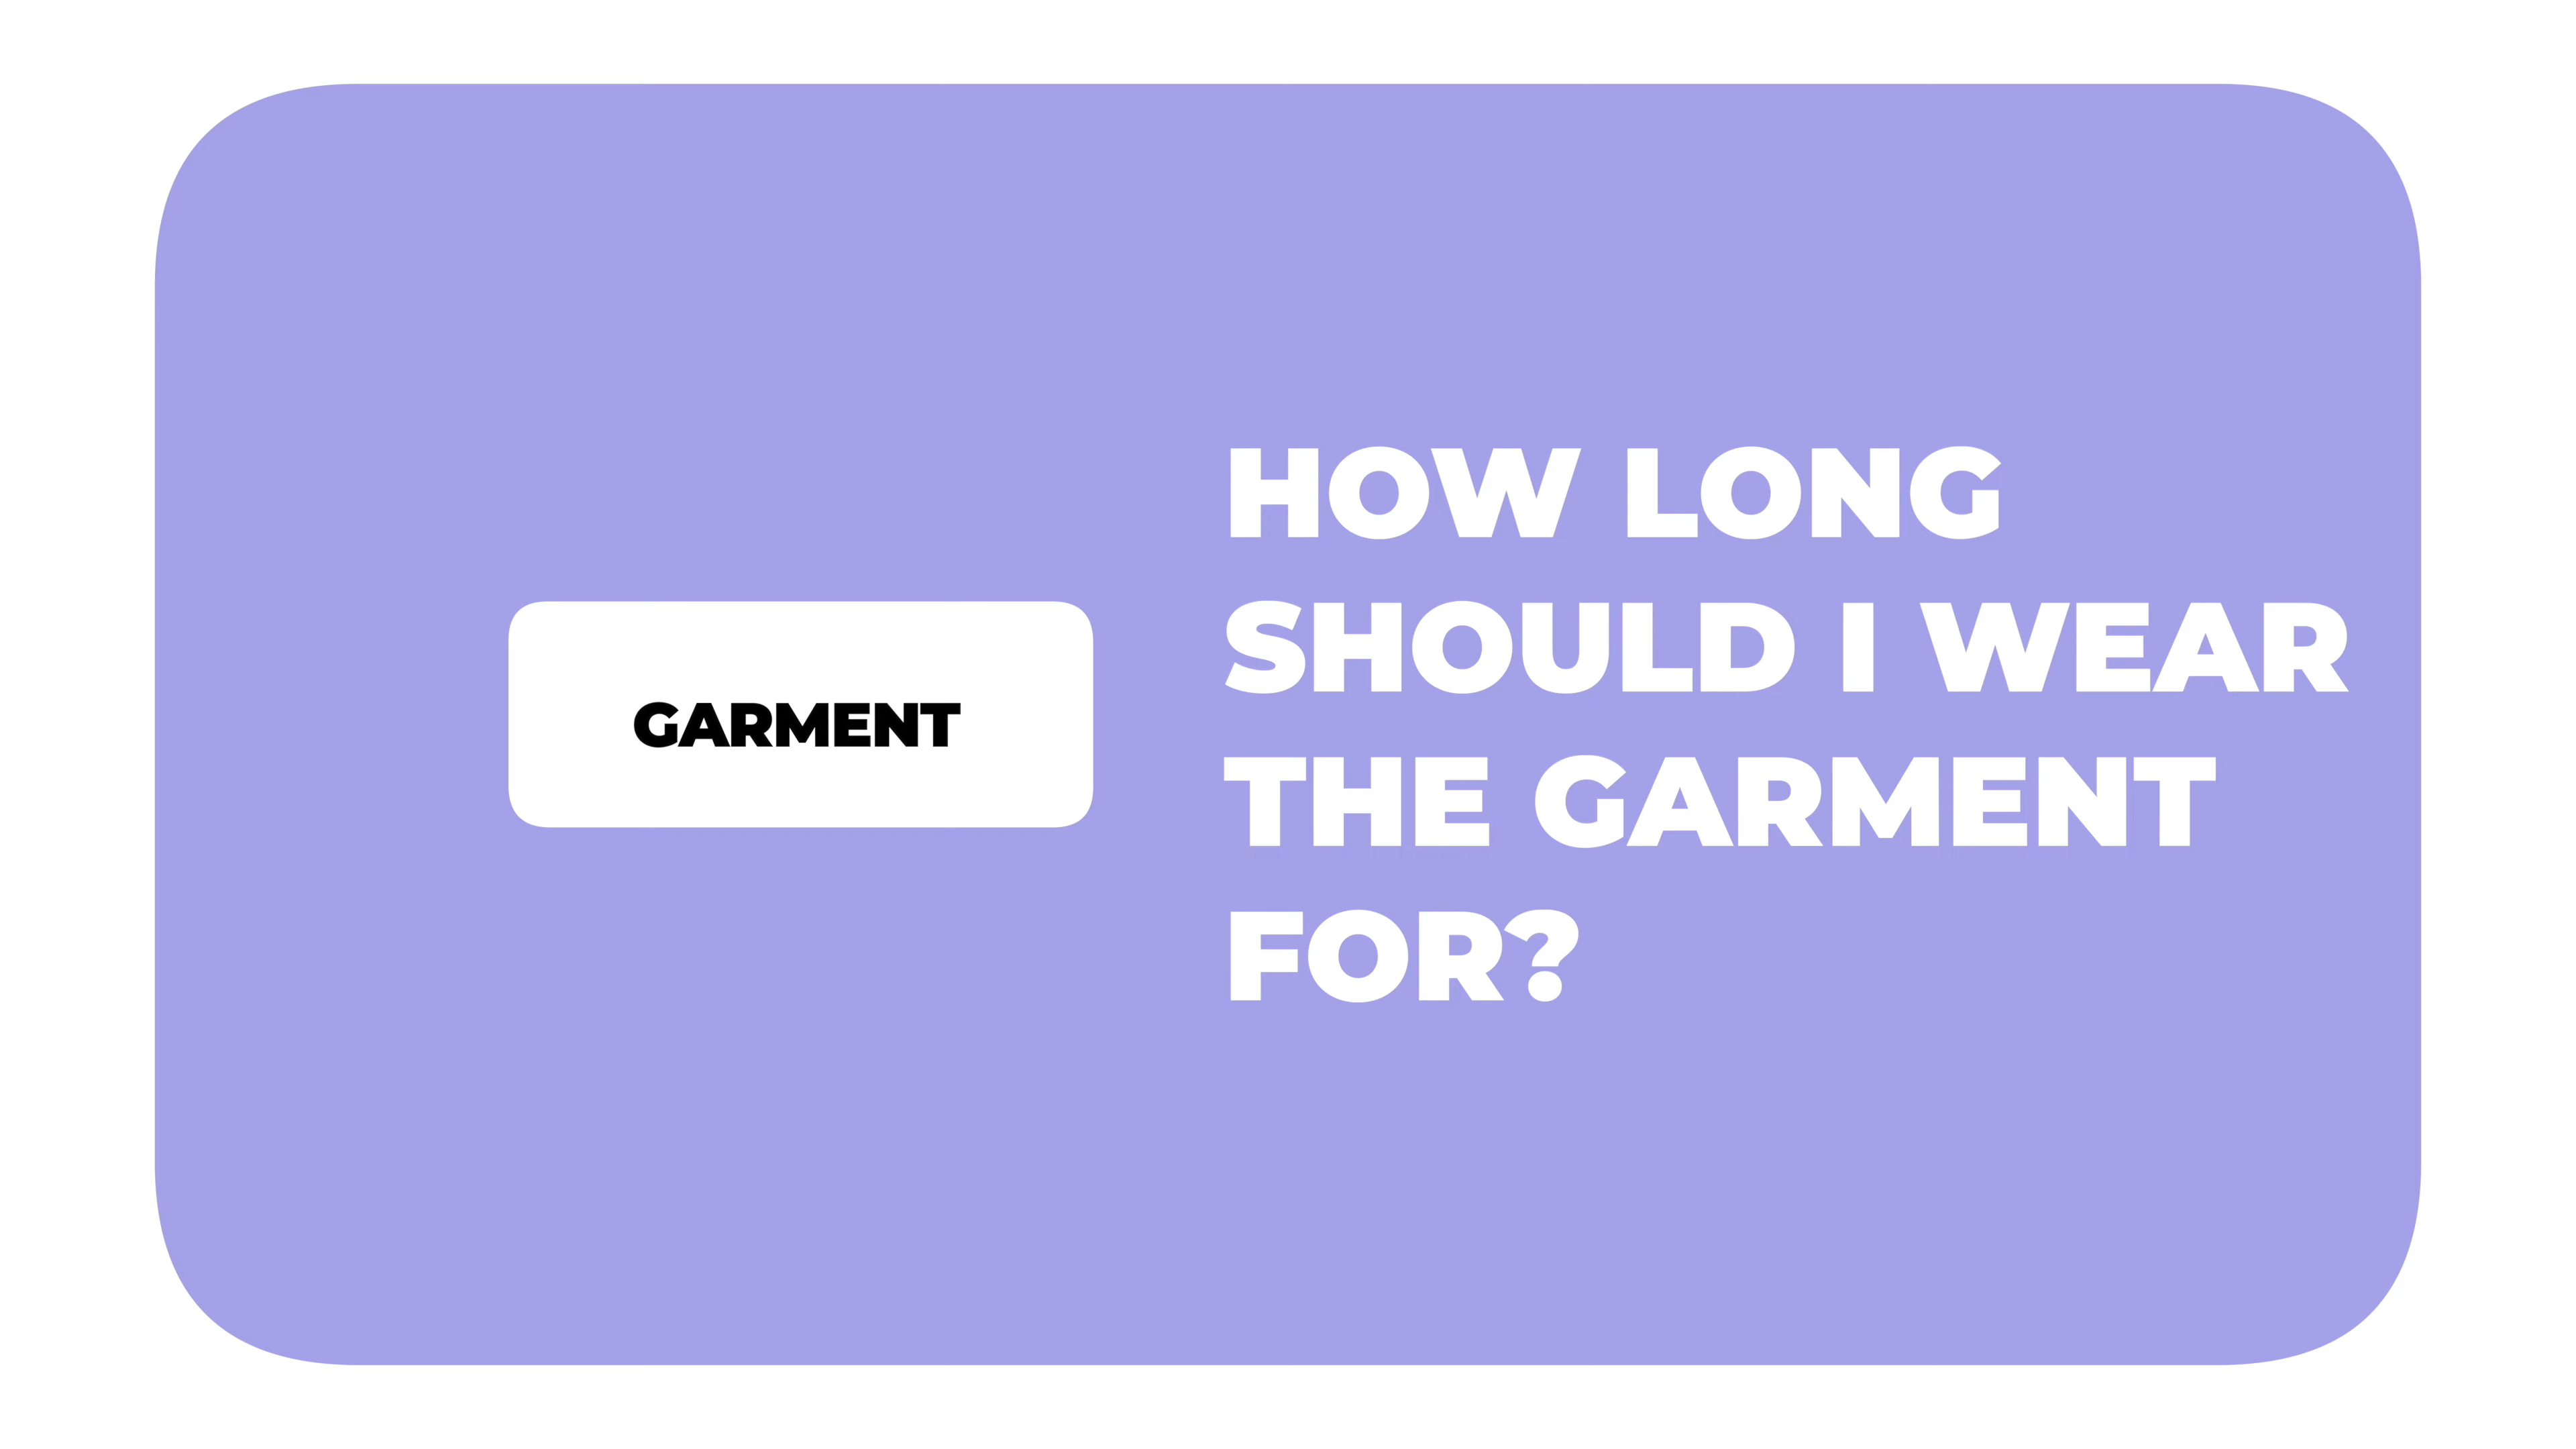 GARMENT
HOW LONG
SHOULD I WEAR
THE GARMENT
FOR?